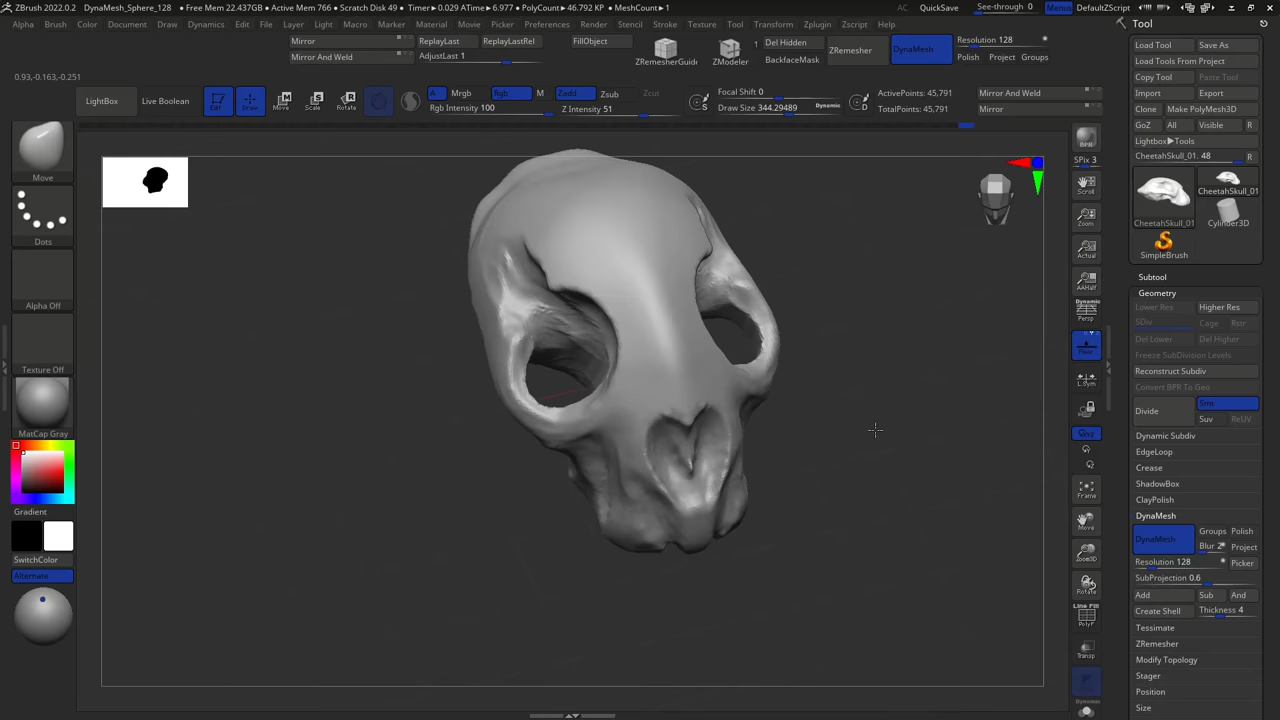 ZBrush 2022.0.2 DynaMesh_Sphere_128 • Free Mem 22.437GB • Active Mem 766 • Scratch Disk 49 • Timer▶0.029 ATime▶6.977 • PolyCount▶46.792 KP • MeshCount▶1
AC QuickSave See-through 0 Menus DefaultZScript
Alpha Brush Color Document Draw Dynamics Edit File Layer Light Macro Marker Material Movie Picker Preferences Render Stencil Stroke Texture Tool Transform Zplugin Zscript Help
Tool
Mirror
Mirror And Weld
ReplayLast ReplayLastRel
AdjustLast 1
FillObject
ZRemesherGuide
1
ZModeler
Del Hidden
BackfaceMask
ZRemesher
DynaMesh
Resolution 128
Polish Project Groups
0.93,-0.163,-0.251
LightBox
Live Boolean
Edit
Draw
Move
Scale
Rotate
A Mrgb Rgb M
Rgb Intensity 100
Zadd Zsub Zcut
Z Intensity 51
S
Focal Shift 0
Draw Size 344.29489 Dynamic
D
ActivePoints: 45,791
TotalPoints: 45,791
Mirror And Weld
Mirror
Move
Dots
Alpha Off
Texture Off
MatCap Gray
Gradient
SwitchColor
Alternate
BPR
SPix 3
Scroll
Zoom
Actual
AAHalf
Dynamic
Persp
Floor
L.Sym
Frame
Move
Zoom3D
Rotate
Line Fill
PolyF
Transp
Dynamic
Load Tool Save As
Load Tools From Project
Copy Tool Paste Tool
Import Export
Clone Make PolyMesh3D
GoZ All Visible R
Lightbox▶Tools
CheetahSkull_01. 48 R
CheetahSkull_01
CheetahSkull_01
Cylinder3D
SimpleBrush
Subtool
Geometry
Lower Res Higher Res
SDiv Cage Rstr
Del Lower Del Higher
Freeze SubDivision Levels
Reconstruct Subdiv
Convert BPR To Geo
Divide Smt
Suv ReUV
Dynamic Subdiv
EdgeLoop
Crease
ShadowBox
ClayPolish
DynaMesh
DynaMesh Groups Polish
Blur 2 Project
Resolution 128 Picker
SubProjection 0.6
Add Sub And
Create Shell Thickness 4
Tessimate
ZRemesher
Modify Topology
Stager
Position
Size